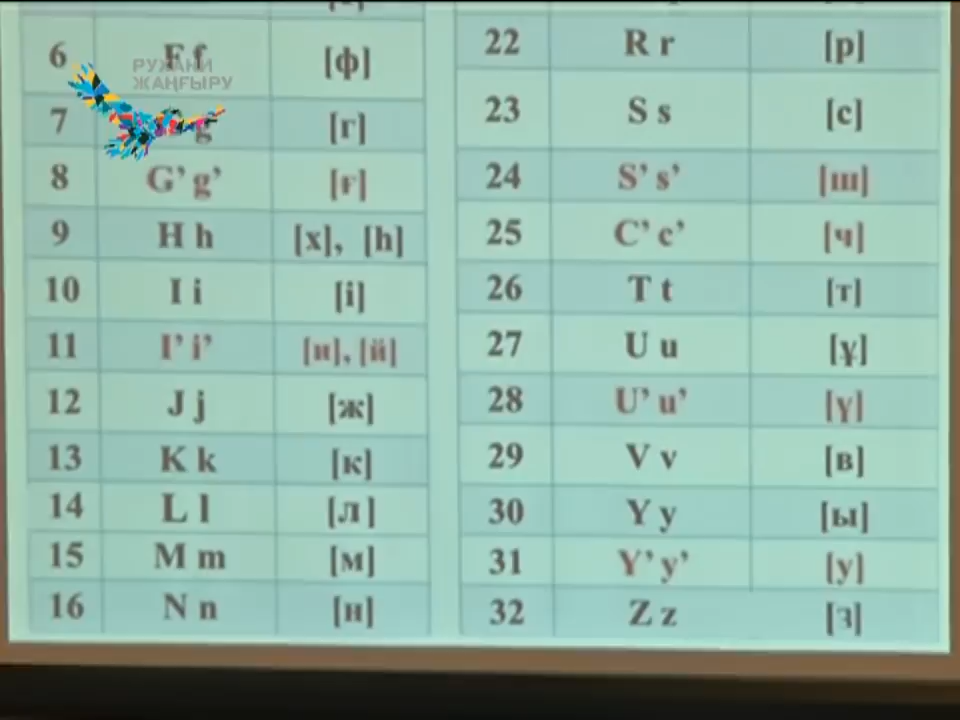 РУХАНИ
ЖАҢҒЫРУ
6 F f [ф]
7 g [г]
8 G’ g’ [ғ]
9 H h [х], [h]
10 I i [і]
11 I’ i’ [и], [й]
12 J j [ж]
13 K k [к]
14 L l [л]
15 M m [м]
16 N n [н]
22 R r [р]
23 S s [с]
24 S’ s’ [ш]
25 C’ c’ [ч]
26 T t [т]
27 U u [ұ]
28 U’ u’ [ү]
29 V v [в]
30 Y y [ы]
31 Y’ y’ [у]
32 Z z [з]